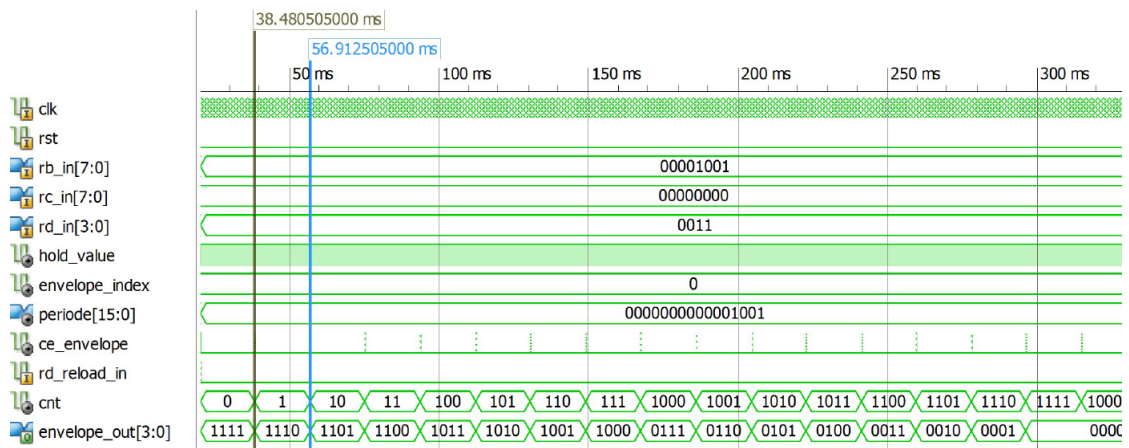 38.480505000 ms
56.912505000 ms
50 ms 100 ms 150 ms 200 ms 250 ms 300 ms
clk
rst
rb_in[7:0] 00001001
rc_in[7:0] 00000000
rd_in[3:0] 0011
hold_value
envelope_index 0
periode[15:0] 0000000000001001
ce_envelope
rd_reload_in
cnt 0 1 10 11 100 101 110 111 1000 1001 1010 1011 1100 1101 1110 1111 1000
envelope_out[3:0] 1111 1110 1101 1100 1011 1010 1001 1000 0111 0110 0101 0100 0011 0010 0001 0000